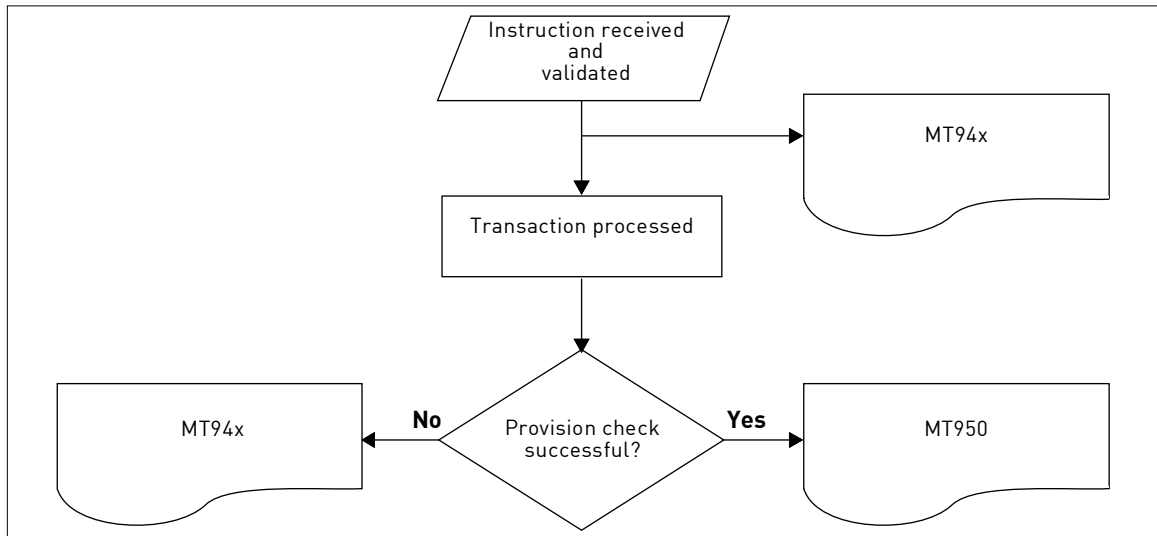 Instruction received
and
validated
MT94x
Transaction processed
MT94x
No
Provision check
successful?
Yes
MT950